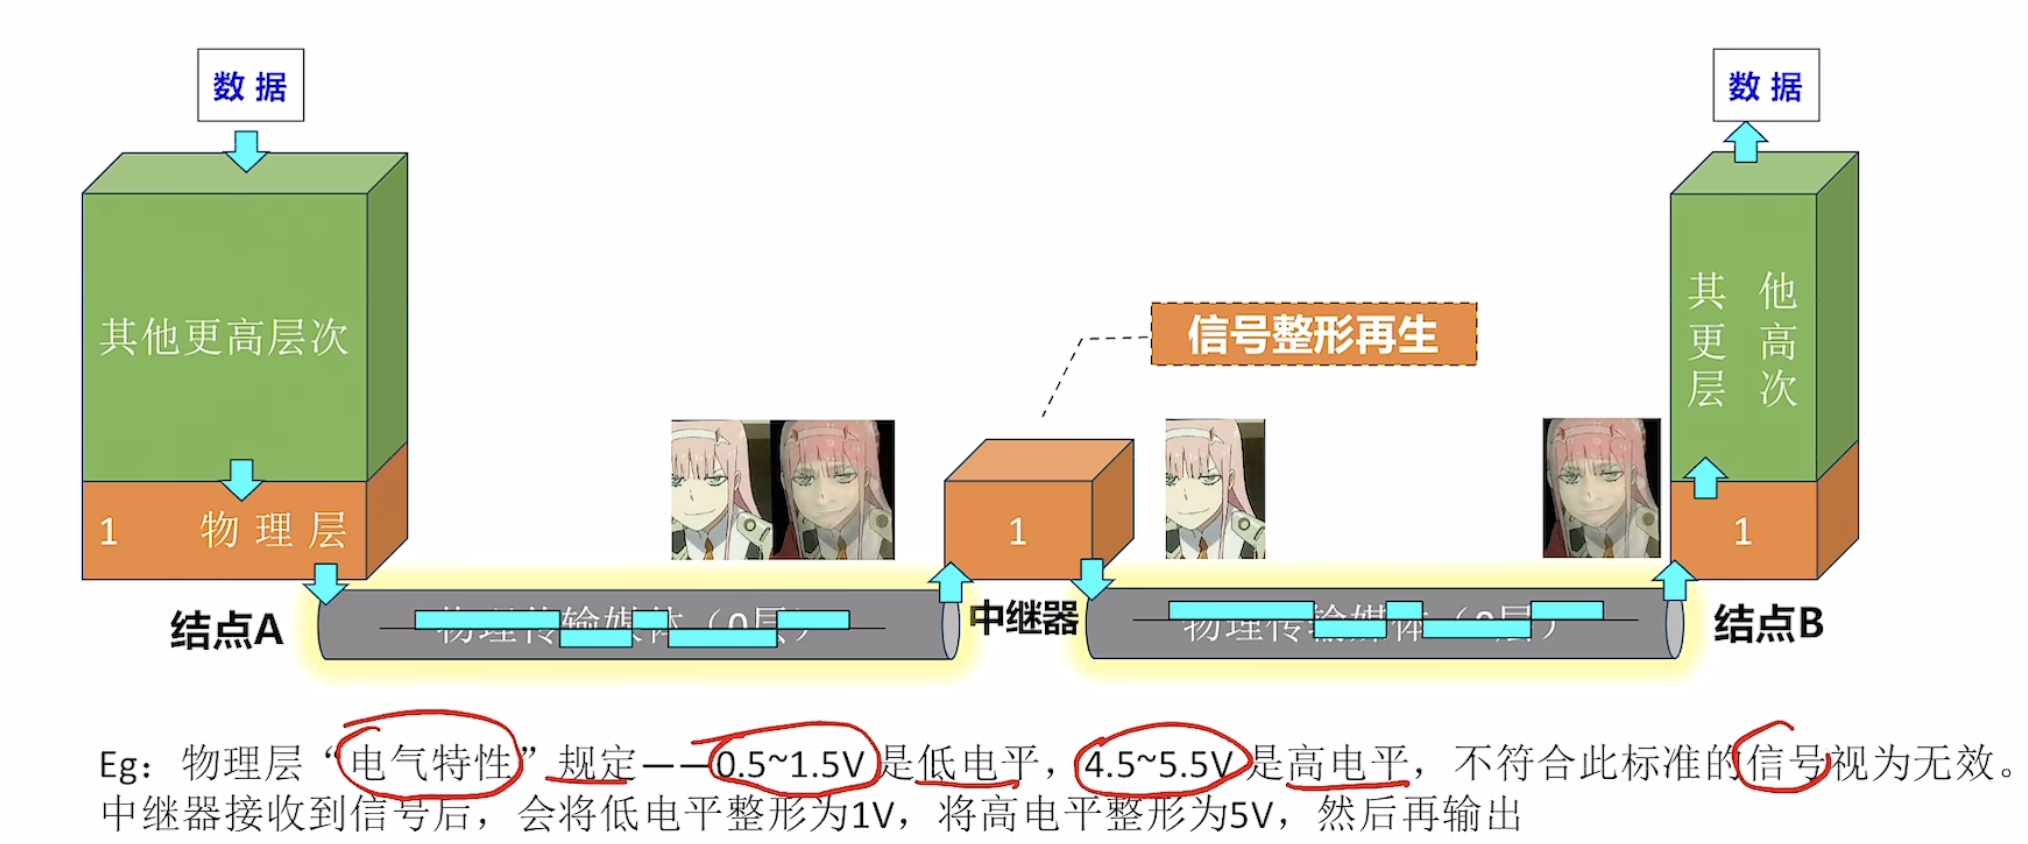 数据
数据
其他更高层次
其他
更高
层次
信号整形再生
1 物理层
1
1
结点A
物理传输媒体（0层）
中继器
物理传输媒体（0层）
结点B
Eg：物理层“电气特性”规定——0.5~1.5V是低电平，4.5~5.5V是高电平，不符合此标准的信号视为无效。
中继器接收到信号后，会将低电平整形为1V，将高电平整形为5V，然后再输出